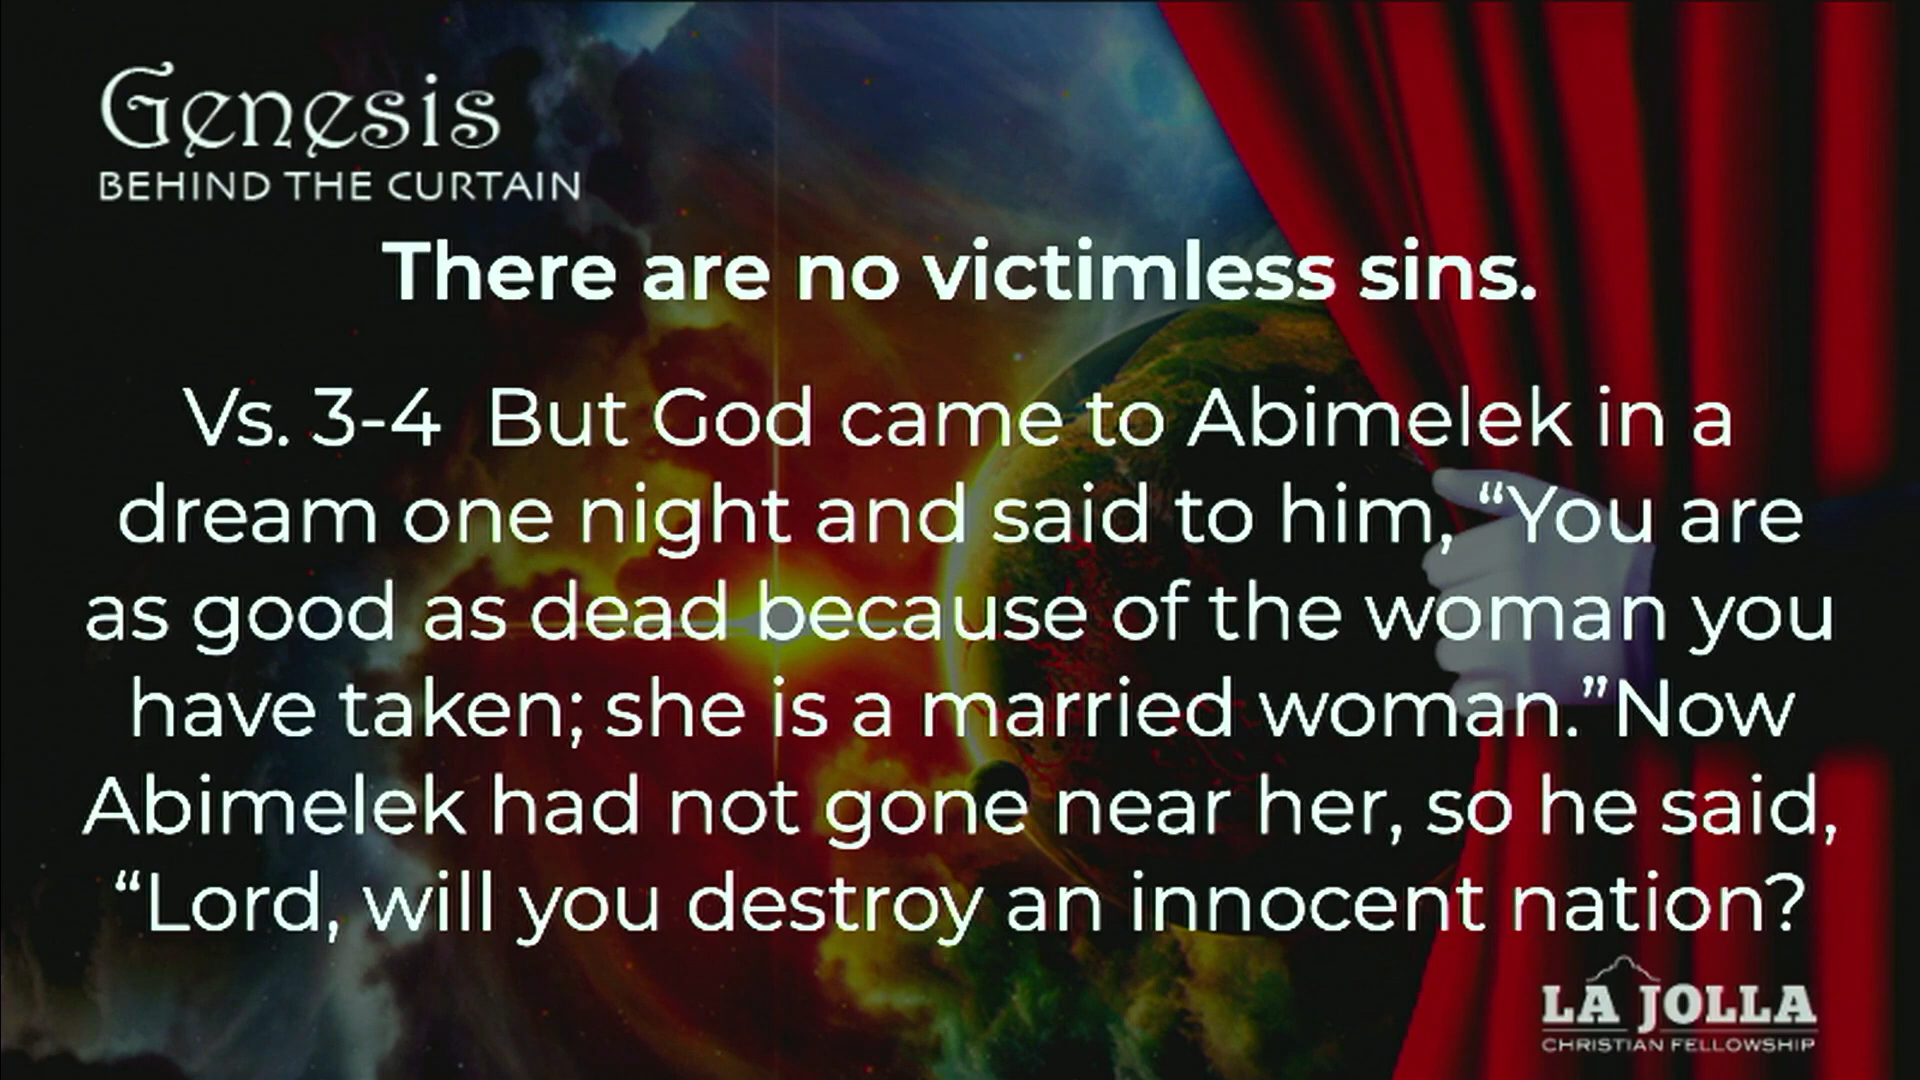 Genesis
BEHIND THE CURTAIN
There are no victimless sins.
Vs. 3-4  But God came to Abimelek in a
dream one night and said to him, “You are
as good as dead because of the woman you
have taken; she is a married woman.”Now
Abimelek had not gone near her, so he said,
“Lord, will you destroy an innocent nation?
LA JOLLA
CHRISTIAN FELLOWSHIP